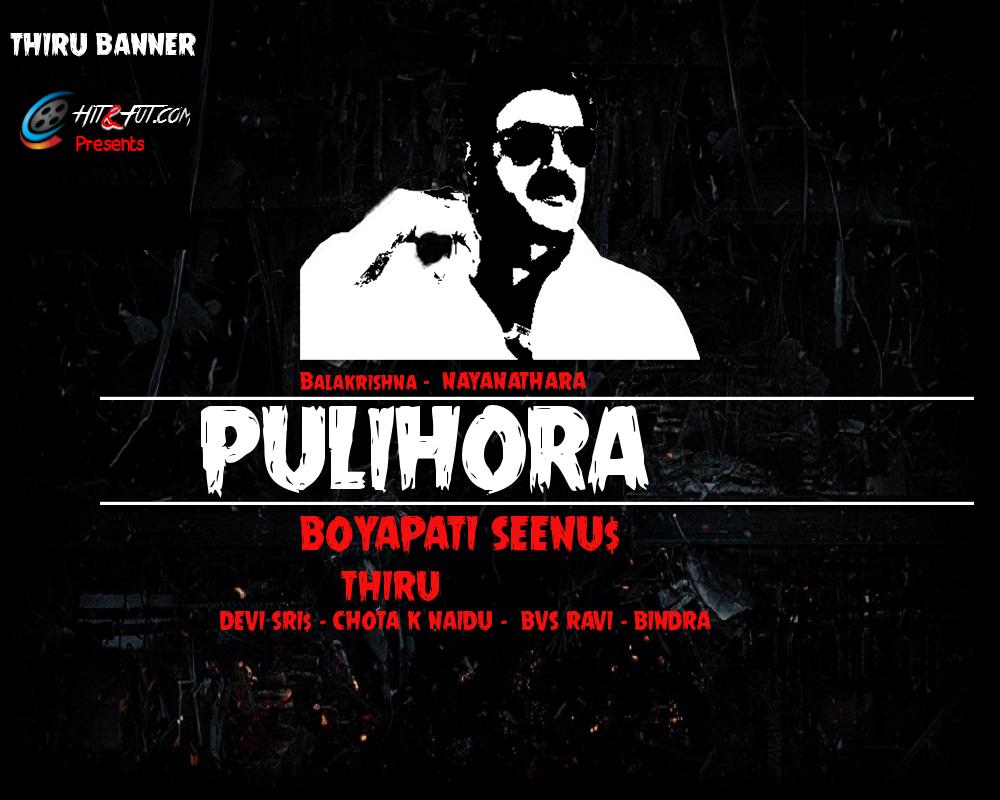 THIRU BANNER
HIT&FUT.COM
Presents
BALAKRISHNA - NAYANATHARA
PULIHORA
BOYAPATI SEENU$
THIRU
DEVI SRI$ - CHOTA K NAIDU - BVS RAVI - BINDRA